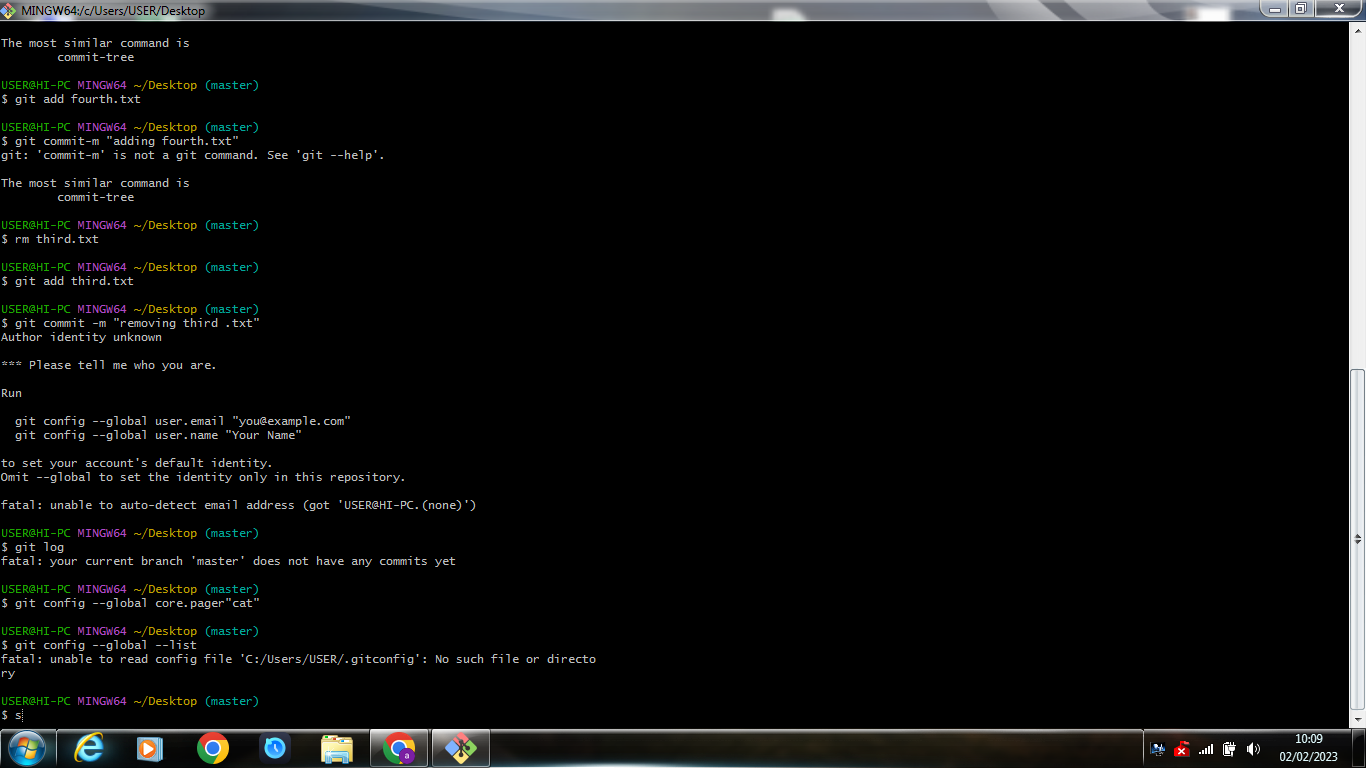 MINGW64:/c/Users/USER/Desktop
The most similar command is
commit-tree
USER@HI-PC MINGW64 ~/Desktop (master)
$ git add fourth.txt
USER@HI-PC MINGW64 ~/Desktop (master)
$ git commit-m "adding fourth.txt"
git: 'commit-m' is not a git command. See 'git --help'.
The most similar command is
commit-tree
USER@HI-PC MINGW64 ~/Desktop (master)
$ rm third.txt
USER@HI-PC MINGW64 ~/Desktop (master)
$ git add third.txt
USER@HI-PC MINGW64 ~/Desktop (master)
$ git commit -m "removing third .txt"
Author identity unknown
*** Please tell me who you are.
Run
git config --global user.email "you@example.com"
git config --global user.name "Your Name"
to set your account's default identity.
Omit --global to set the identity only in this repository.
fatal: unable to auto-detect email address (got 'USER@HI-PC.(none)')
USER@HI-PC MINGW64 ~/Desktop (master)
$ git log
fatal: your current branch 'master' does not have any commits yet
USER@HI-PC MINGW64 ~/Desktop (master)
$ git config --global core.pager"cat"
USER@HI-PC MINGW64 ~/Desktop (master)
$ git config --global --list
fatal: unable to read config file 'C:/Users/USER/.gitconfig': No such file or directo
ry
USER@HI-PC MINGW64 ~/Desktop (master)
$ s
a
10:09
02/02/2023